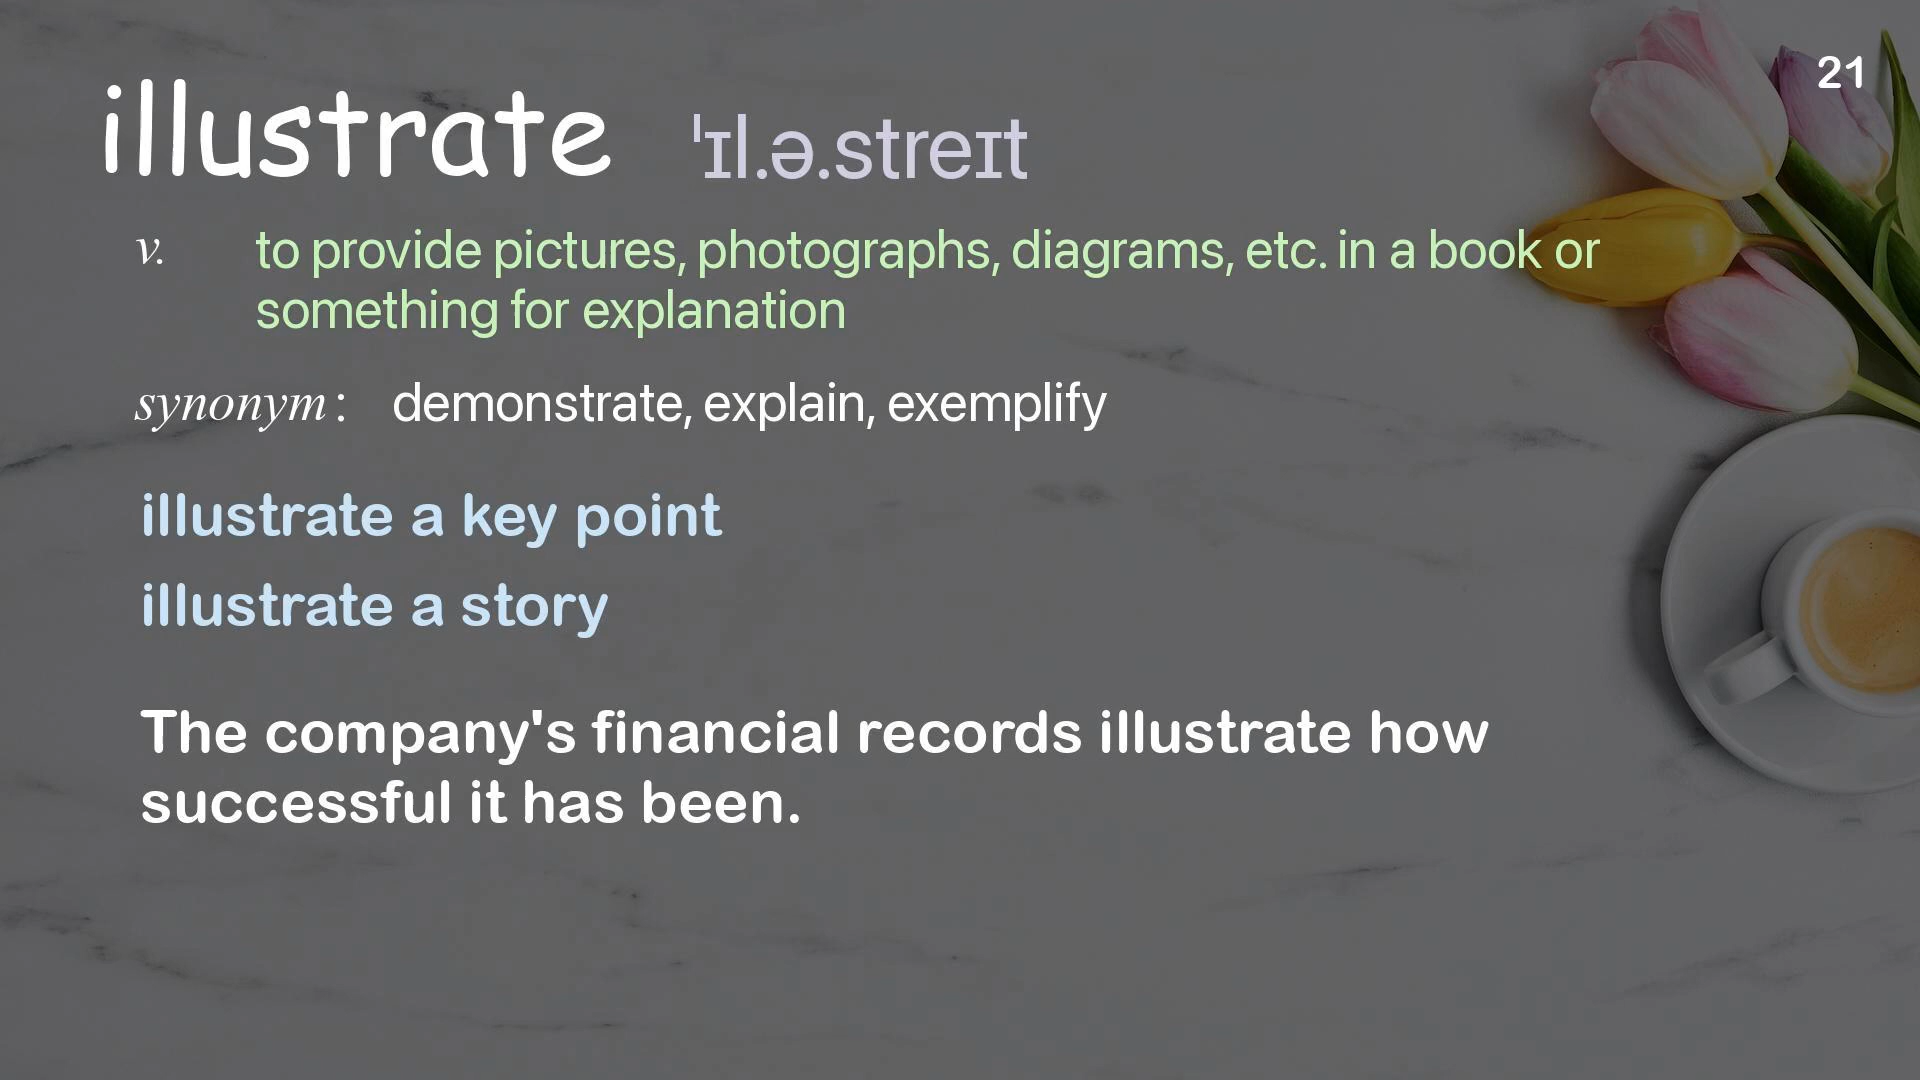 21
illustrate ˈɪl.ə.streɪt
v. to provide pictures, photographs, diagrams, etc. in a book or
something for explanation
synonym: demonstrate, explain, exemplify
illustrate a key point
illustrate a story
The company's financial records illustrate how
successful it has been.